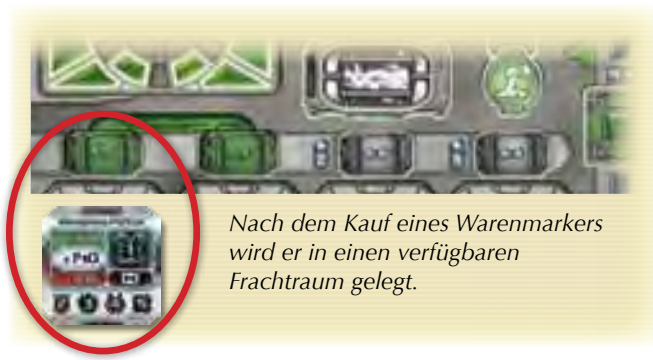 Nach dem Kauf eines Warenmarkers
wird er in einen verfügbaren
Frachtraum gelegt.